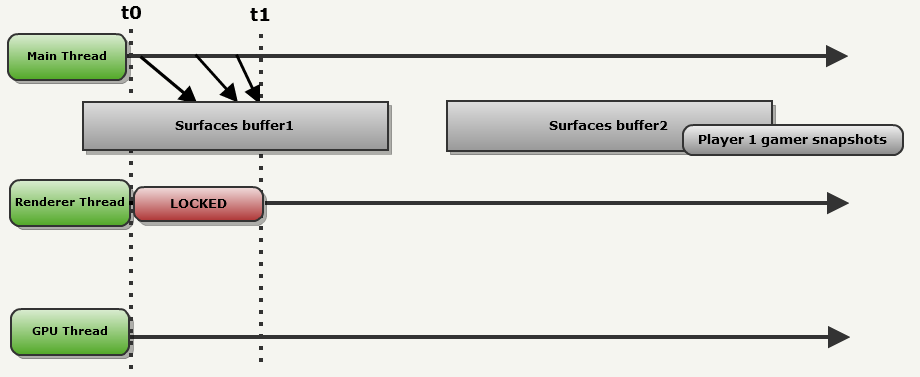 t0
t1
Main Thread
Surfaces buffer1
Surfaces buffer2
Player 1 gamer snapshots
Renderer Thread
LOCKED
GPU Thread